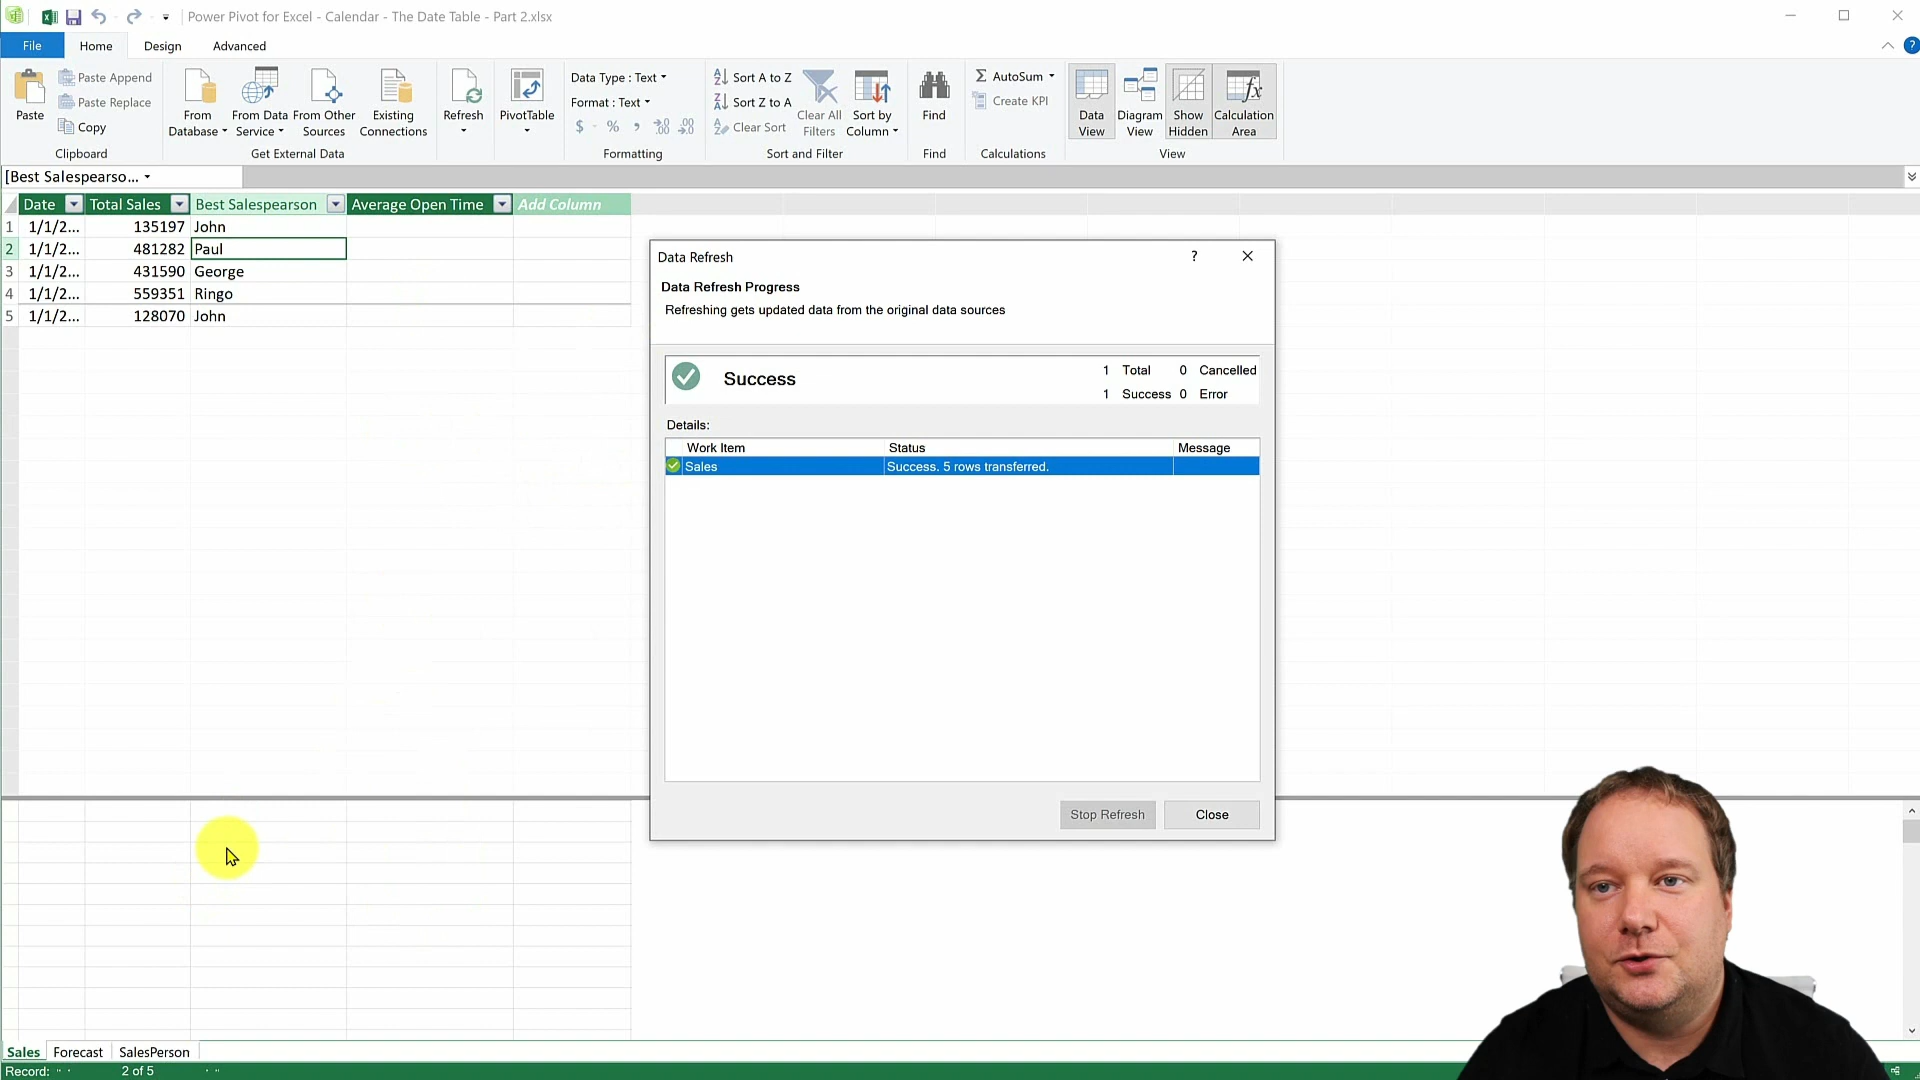 Power Pivot for Excel - Calendar - The Date Table - Part 2.xlsx
File Home Design Advanced
Paste
Paste Append
Paste Replace
Copy
Clipboard
From Database
From Data Service
From Other Sources
Existing Connections
Get External Data
Refresh
PivotTable
Data Type : Text
Format : Text
$ % ,
Formatting
Sort A to Z
Sort Z to A
Clear Sort
Clear All Filters
Sort by Column
Sort and Filter
Find
Find
AutoSum
Create KPI
Calculations
Data View
Diagram View
Show Hidden
Calculation Area
View
[Best Salespearso...
Date Total Sales Best Salespearson Average Open Time Add Column
1 1/1/2... 135197 John
2 1/1/2... 481282 Paul
3 1/1/2... 431590 George
4 1/1/2... 559351 Ringo
5 1/1/2... 128070 John
Data Refresh ?
Data Refresh Progress
Refreshing gets updated data from the original data sources
Success
1 Total 0 Cancelled
1 Success 0 Error
Details:
Work Item Status Message
Sales Success. 5 rows transferred.
Stop Refresh Close
Sales Forecast SalesPerson
Record: 2 of 5